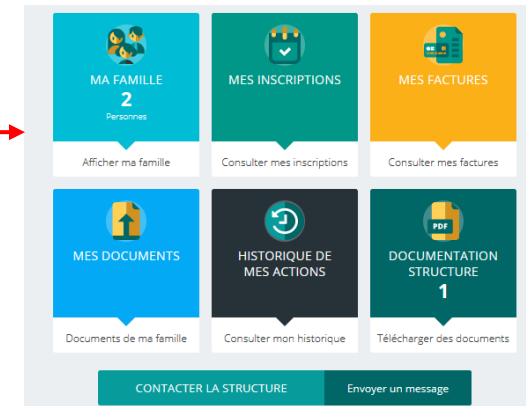 MA FAMILLE
2
Personnes
Afficher ma famille
MES INSCRIPTIONS
Consulter mes inscriptions
MES FACTURES
Consulter mes factures
MES DOCUMENTS
Documents de ma famille
HISTORIQUE DE
MES ACTIONS
Consulter mon historique
PDF
DOCUMENTATION
STRUCTURE
1
Télécharger des documents
CONTACTER LA STRUCTURE
Envoyer un message